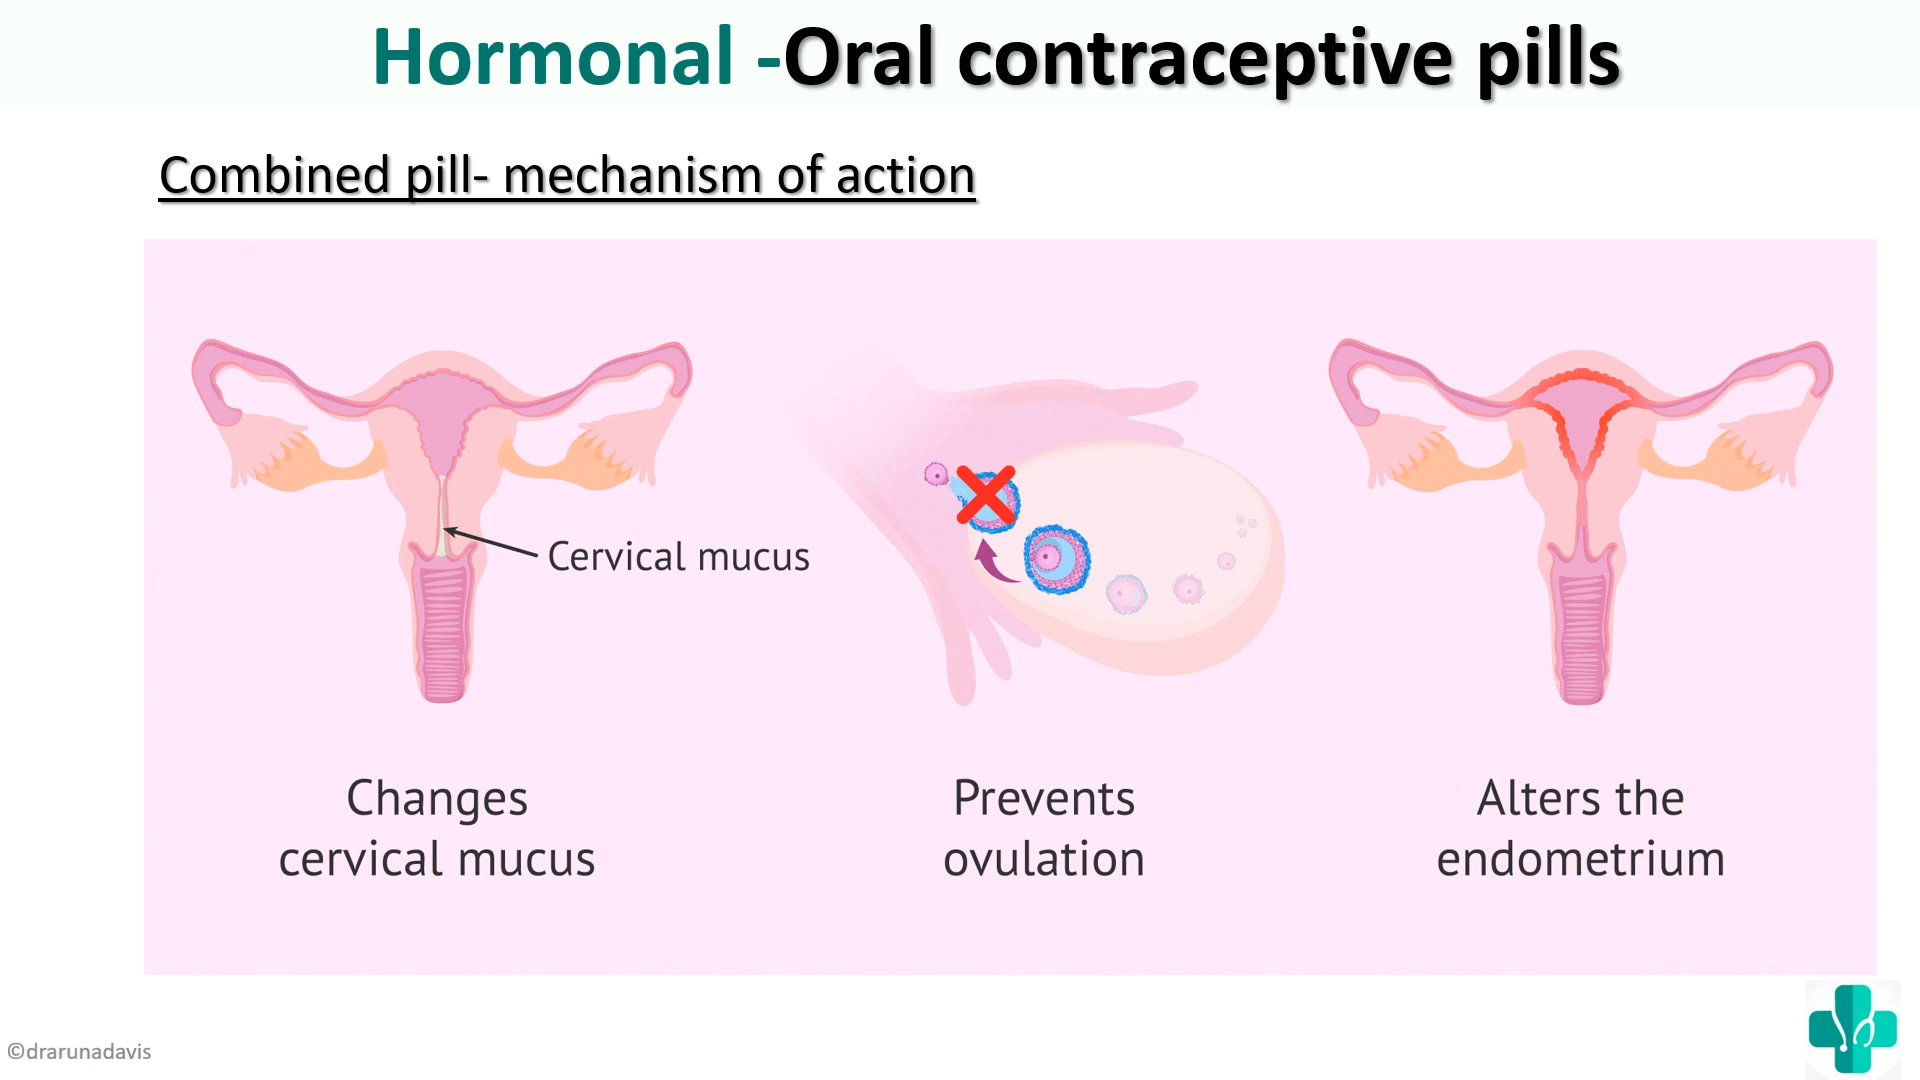 Hormonal -Oral contraceptive pills
Combined pill- mechanism of action
Cervical mucus
Changes
cervical mucus
Prevents
ovulation
Alters the
endometrium
©drarunadavis